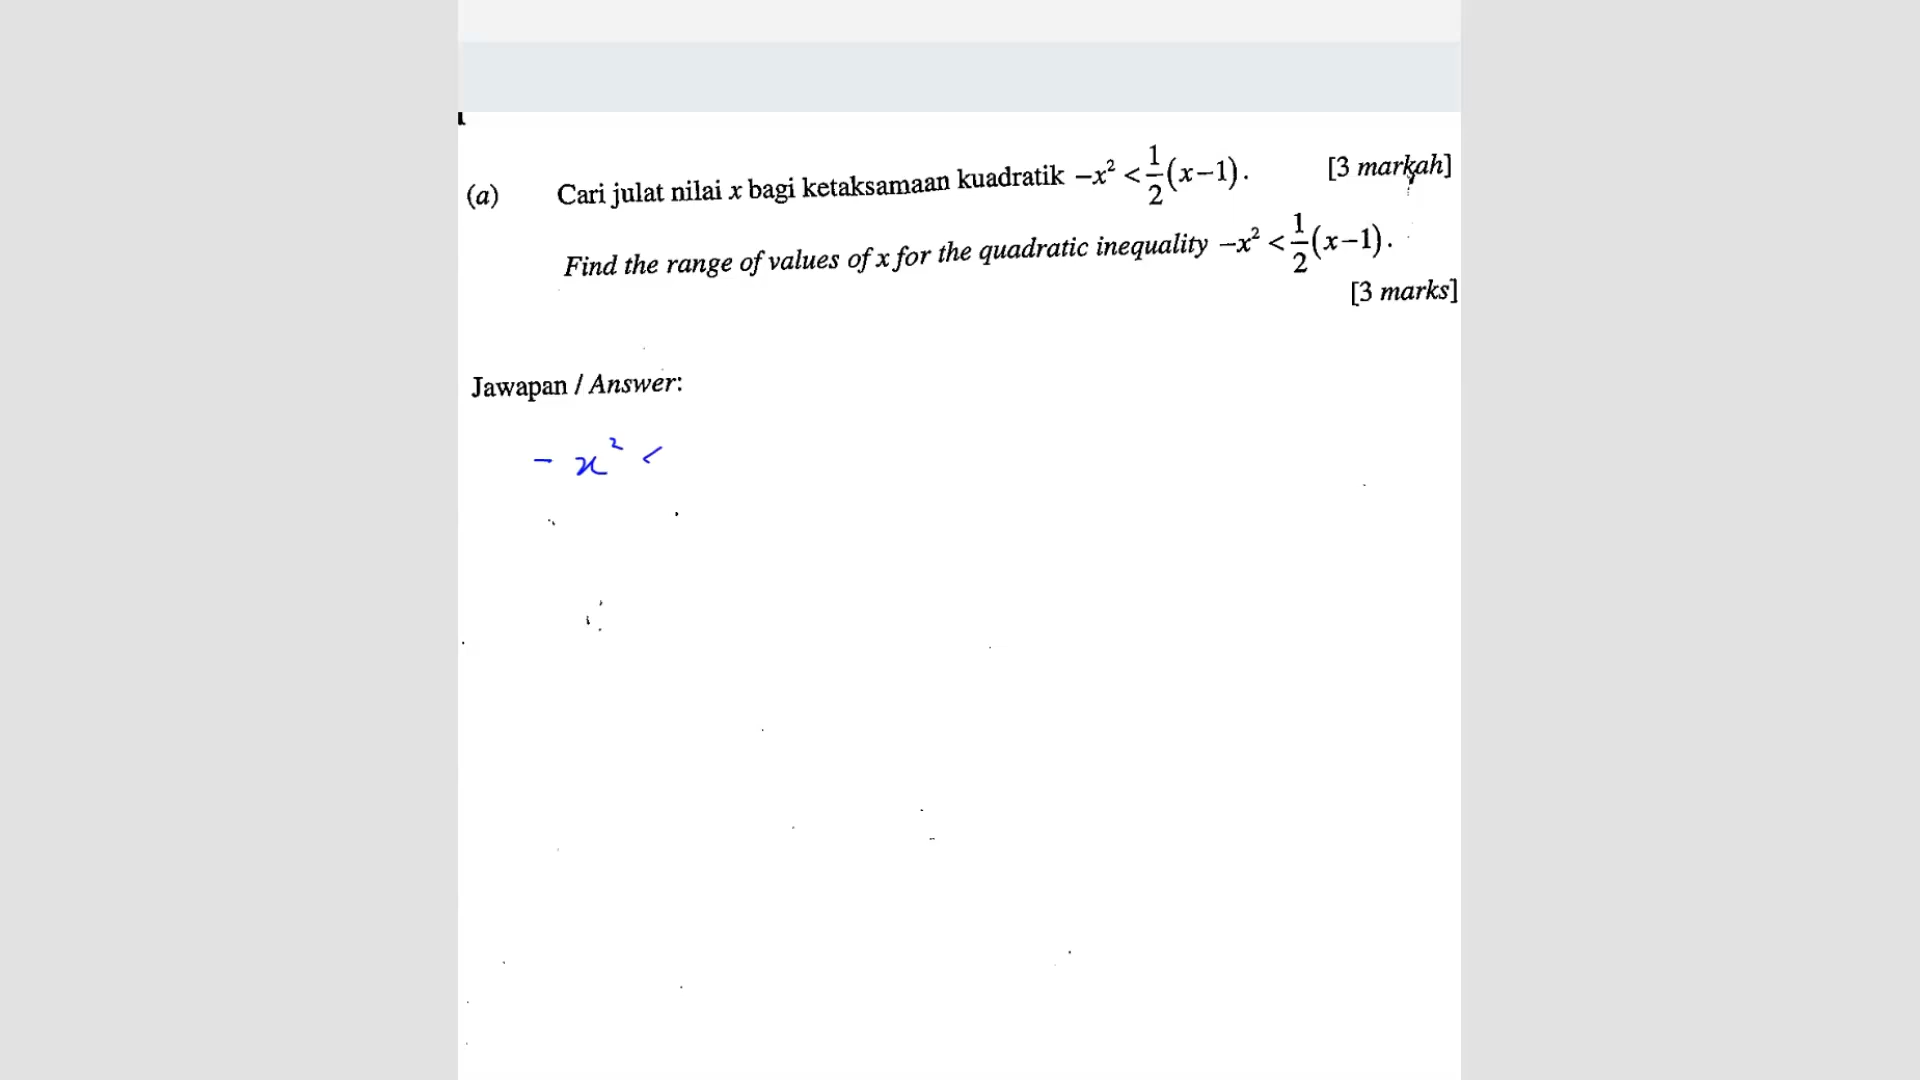 (a) Cari julat nilai x bagi ketaksamaan kuadratik −x² < 1/2(x−1). [3 markah]
Find the range of values of x for the quadratic inequality −x² < 1/2(x−1).
[3 marks]
Jawapan / Answer:
- x² <